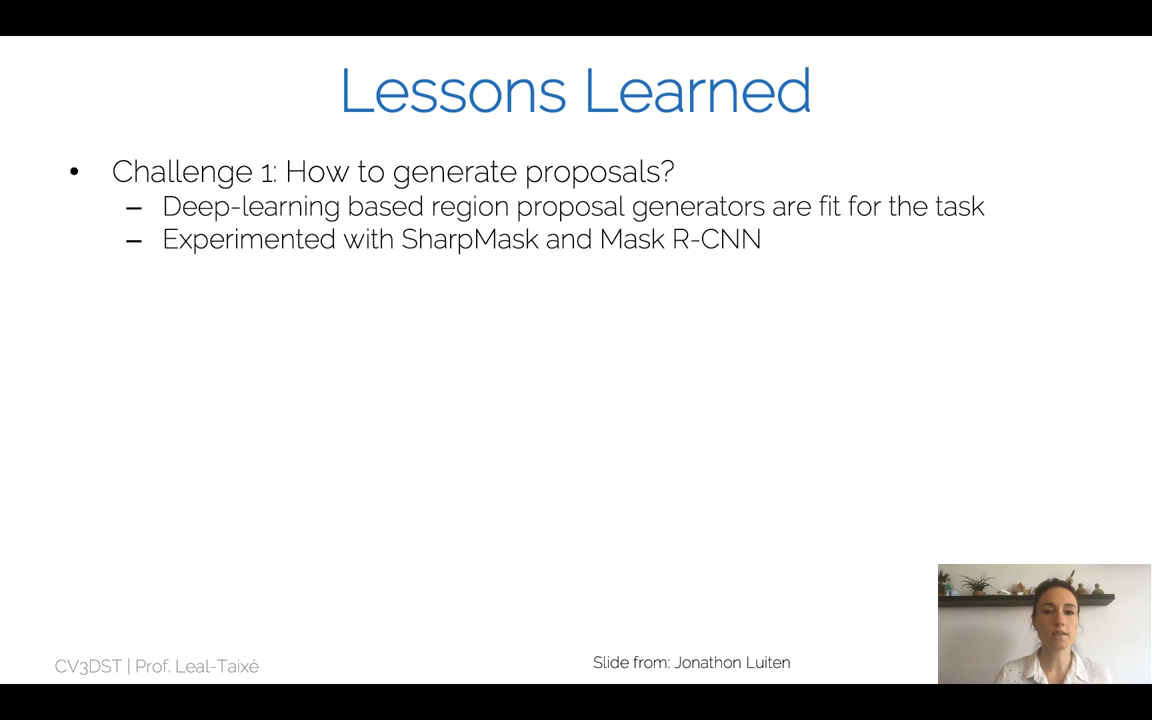 Lessons Learned
• Challenge 1: How to generate proposals?
– Deep-learning based region proposal generators are fit for the task
– Experimented with SharpMask and Mask R-CNN
CV3DST | Prof. Leal-Taixé
Slide from: Jonathon Luiten